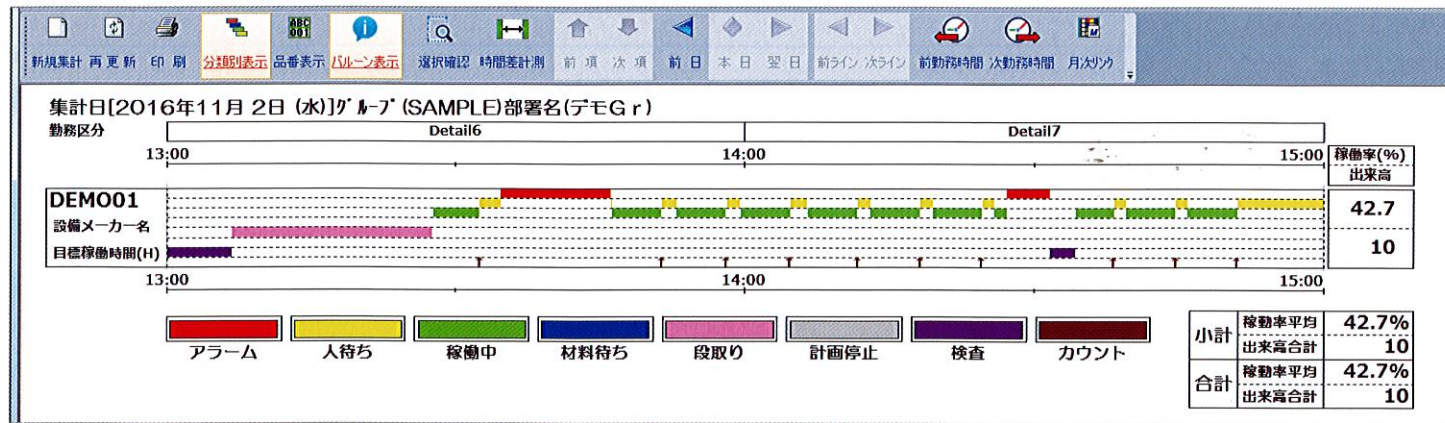 ABC
001
新規集計 再更新 印刷 分類別表示 品番表示 バルーン表示 選択確認 時間差計測 前項 次項 前日 本日 翌日 前ライン 次ライン 前勤務時間 次勤務時間 月次リンク
集計日[2016年11月 2日 (水)]グループ(SAMPLE)部署名(デモGr)
勤務区分 Detail6 Detail7
13:00 14:00 15:00 稼働率(%)
出来高
DEMO01 42.7
設備メーカー名
目標稼働時間(H) 10
13:00 14:00 15:00
アラーム 人待ち 稼働中 材料待ち 段取り 計画停止 検査 カウント
小計 稼動率平均 42.7%
出来高合計 10
合計 稼動率平均 42.7%
出来高合計 10